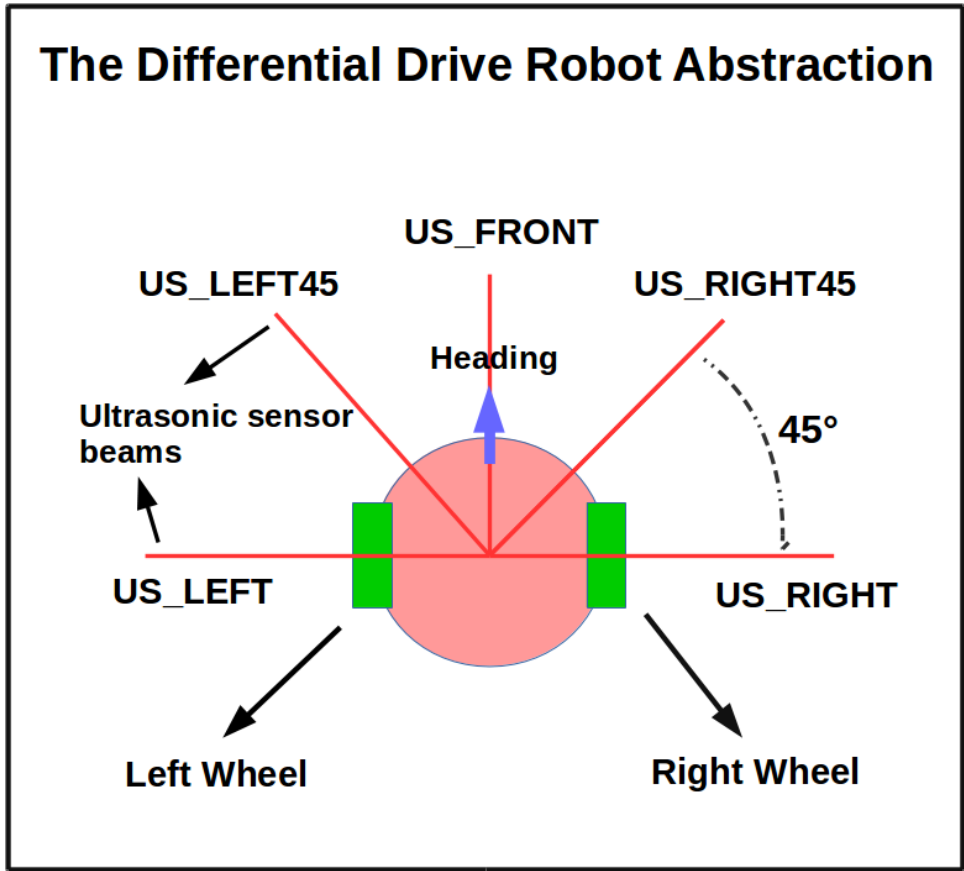 The Differential Drive Robot Abstraction
US_FRONT
US_LEFT45
US_RIGHT45
Heading
Ultrasonic sensor
beams
45°
US_LEFT
US_RIGHT
Left Wheel
Right Wheel